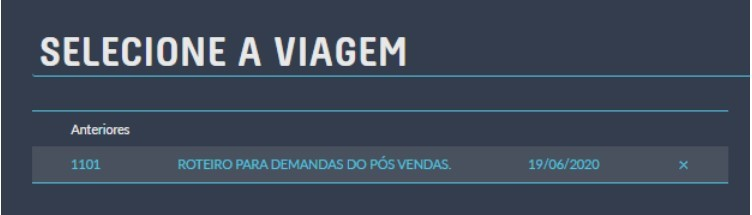 SELECIONE A VIAGEM
Anteriores
1101 ROTEIRO PARA DEMANDAS DO PÓS VENDAS. 19/06/2020 ×